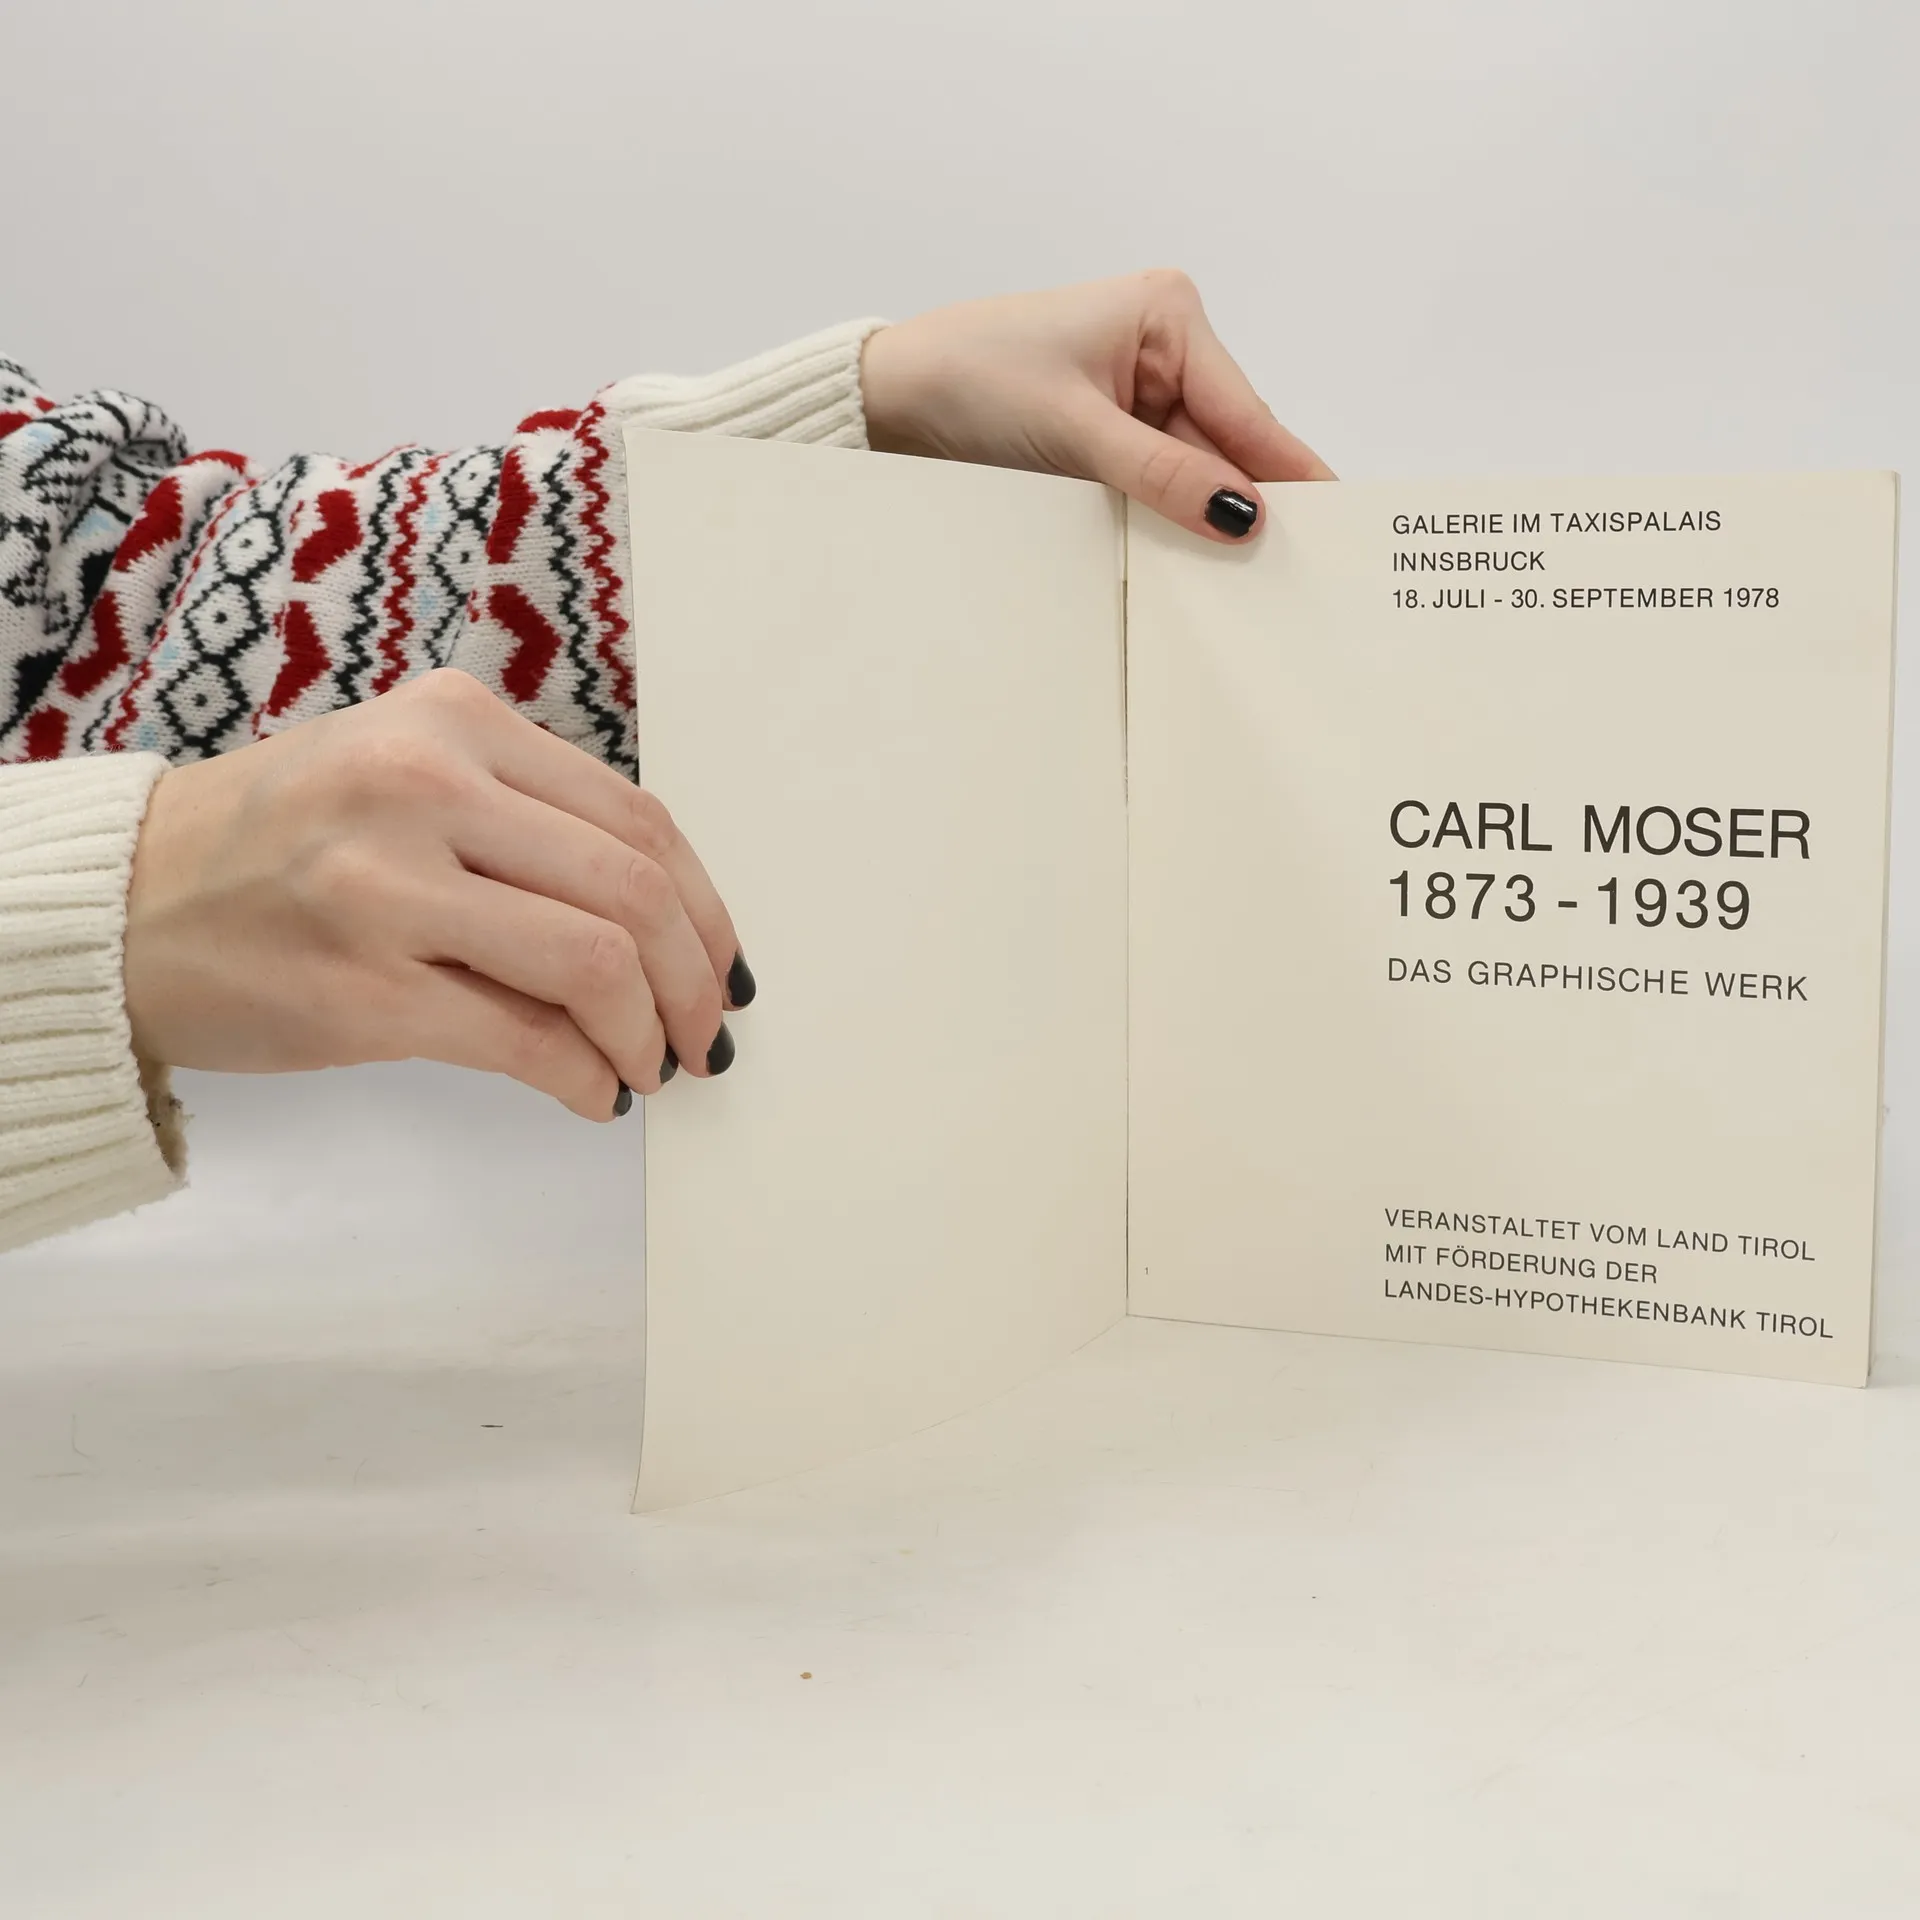 GALERIE IM TAXISPALAIS
INNSBRUCK
18. JULI - 30. SEPTEMBER 1978
CARL MOSER
1873 - 1939
DAS GRAPHISCHE WERK
VERANSTALTET VOM LAND TIROL
MIT FÖRDERUNG DER
LANDES-HYPOTHEKENBANK TIROL
1